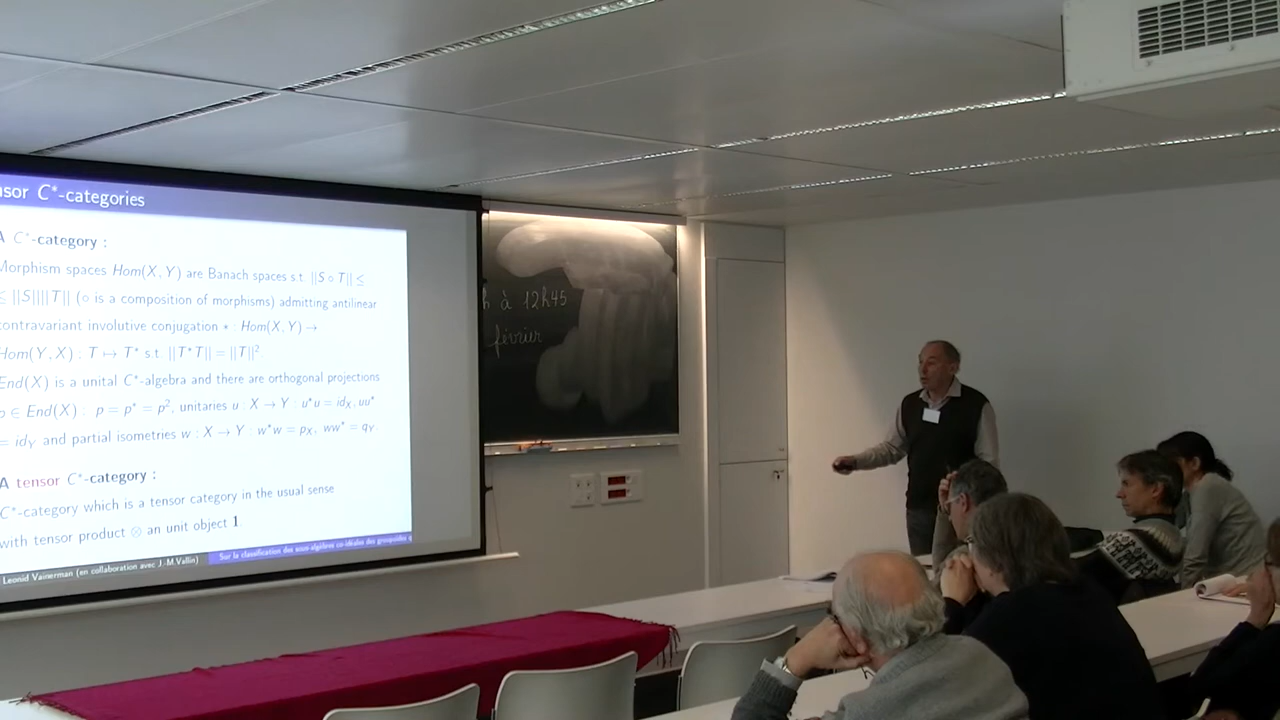 nsor C*-categories
A C*-category :
Morphism spaces Hom(X, Y) are Banach spaces s.t. ||S ∘ T|| ≤
≤ ||S||||T|| (∘ is a composition of morphisms) admitting antilinear
contravariant involutive conjugation * : Hom(X, Y) →
Hom(Y, X) : T ↦ T* s.t. ||T*T|| = ||T||²
End(X) is a unital C*-algebra and there are orthogonal projections
p ∈ End(X) : p = p* = p², unitaries u : X → Y : u*u = id_X, uu*
= id_Y and partial isometries w : X → Y : w*w = p_X, ww* = q_Y.
A tensor C*-category :
C*-category which is a tensor category in the usual sense
with tensor product ⊗ an unit object 1.
Leonid Vainerman (en collaboration avec J.-M.Vallin)
Sur la classification des sous-algèbres co-idéales des groupoïdes
h à 12h45
février